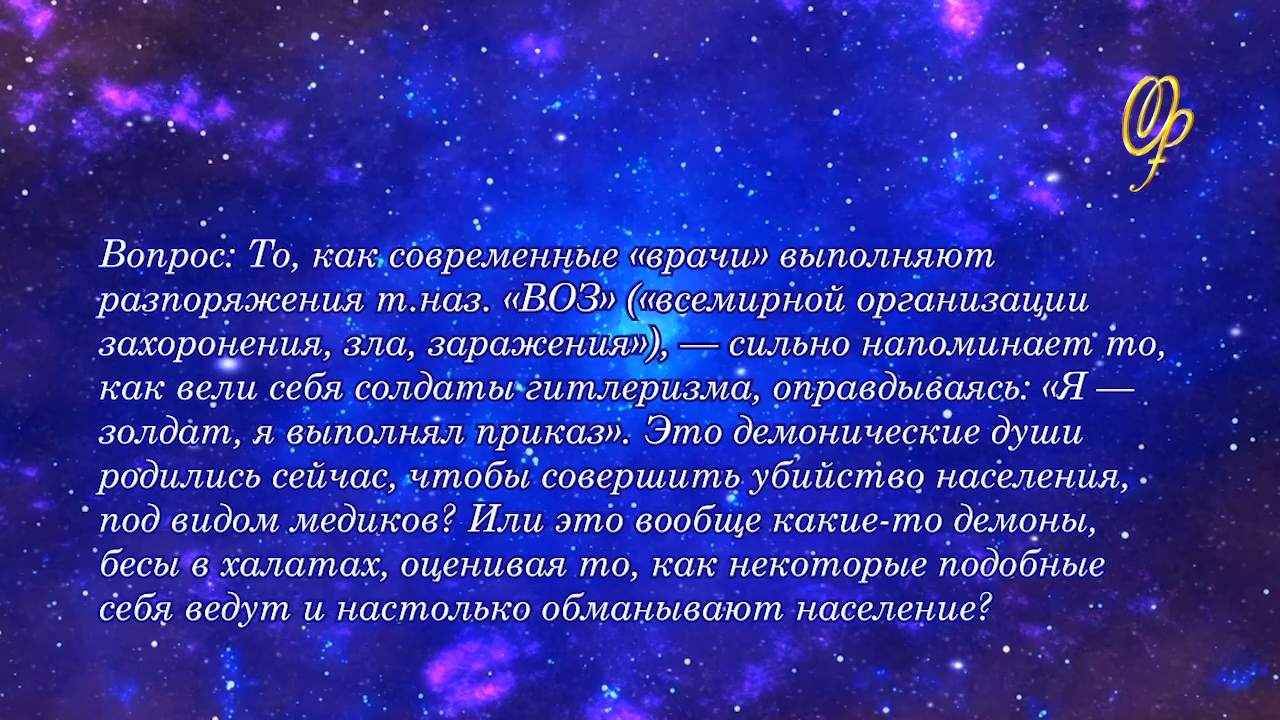 Вопрос: То, как современные «врачи» выполняют
разпоряжения т.наз. «ВОЗ» («всемирной организации
захоронения, зла, заражения»), — сильно напоминает то,
как вели себя солдаты гитлеризма, оправдываясь: «Я —
золдат, я выполнял приказ». Это демонические души
родились сейчас, чтобы совершить убийство населения,
под видом медиков? Или это вообще какие-то демоны,
бесы в халатах, оценивая то, как некоторые подобные
себя ведут и настолько обманывают население?